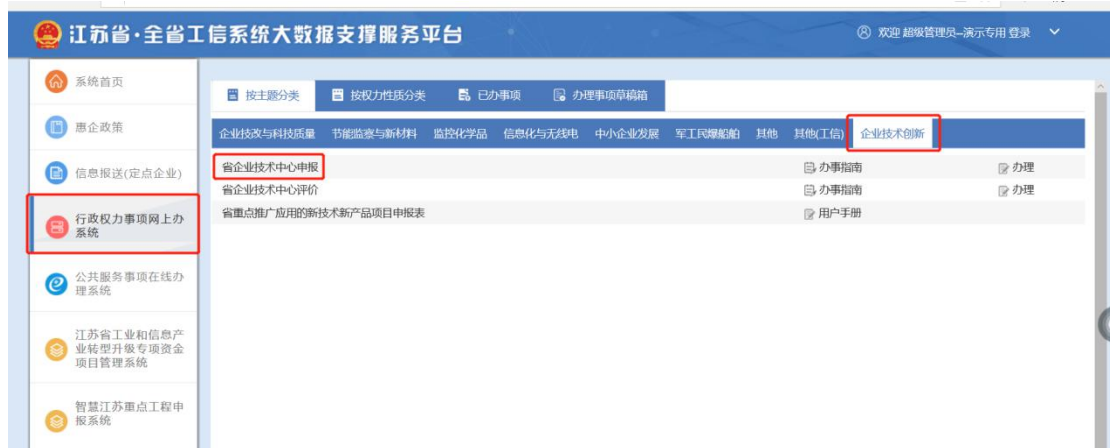 江苏省·全省工信系统大数据支撑服务平台
欢迎 超级管理员--演示专用 登录
系统首页
惠企政策
信息报送(定点企业)
行政权力事项网上办
系统
公共服务事项在线办
理系统
江苏省工业和信息产
业转型升级专项资金
项目管理系统
智慧江苏重点工程申
报系统
按主题分类 按权力性质分类 已办事项 办理事项草稿箱
企业技改与科技质量 节能监察与新材料 监控化学品 信息化与无线电 中小企业发展 军工民爆船舶 其他 其他(工信) 企业技术创新
省企业技术中心申报 办事指南 办理
省企业技术中心评价 办事指南 办理
省重点推广应用的新技术新产品项目申报表 用户手册